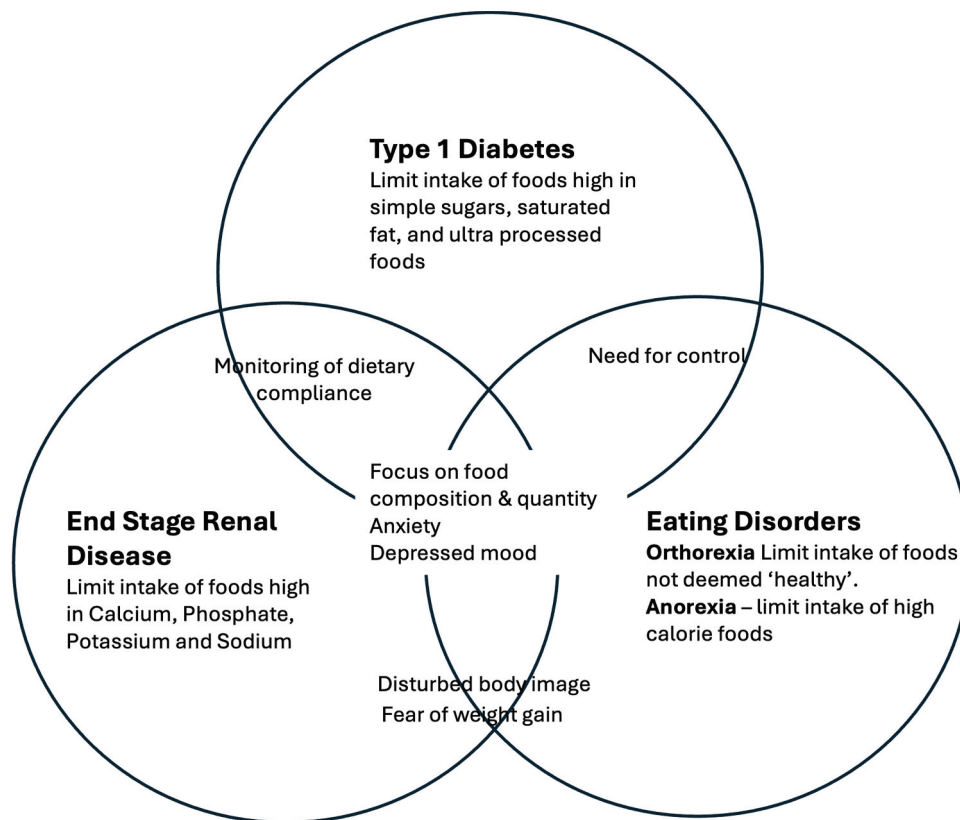 Type 1 Diabetes
Limit intake of foods high in
simple sugars, saturated
fat, and ultra processed
foods
Monitoring of dietary
compliance
Need for control
Focus on food
composition & quantity
Anxiety
Depressed mood
End Stage Renal
Disease
Limit intake of foods high
in Calcium, Phosphate,
Potassium and Sodium
Eating Disorders
Orthorexia Limit intake of foods
not deemed ‘healthy’.
Anorexia – limit intake of high
calorie foods
Disturbed body image
Fear of weight gain